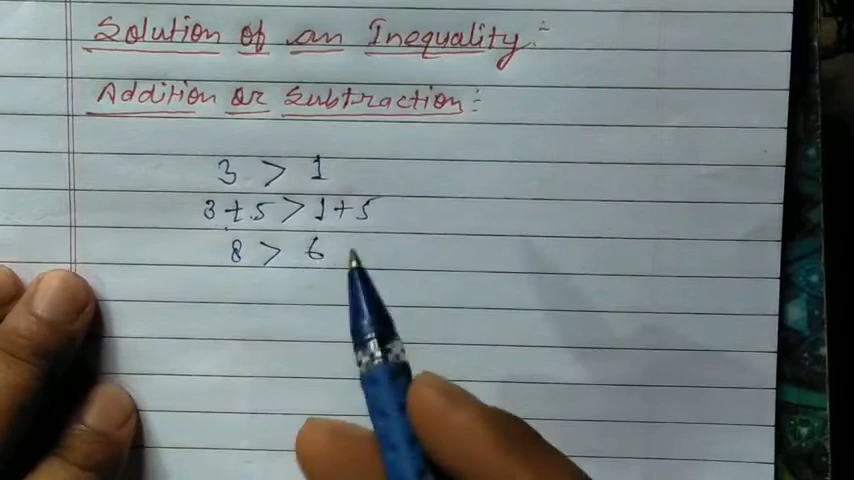 Solution of an Inequality:-
Addition or Subtraction:
3 > 1
3+5 > 1+5
8 > 6